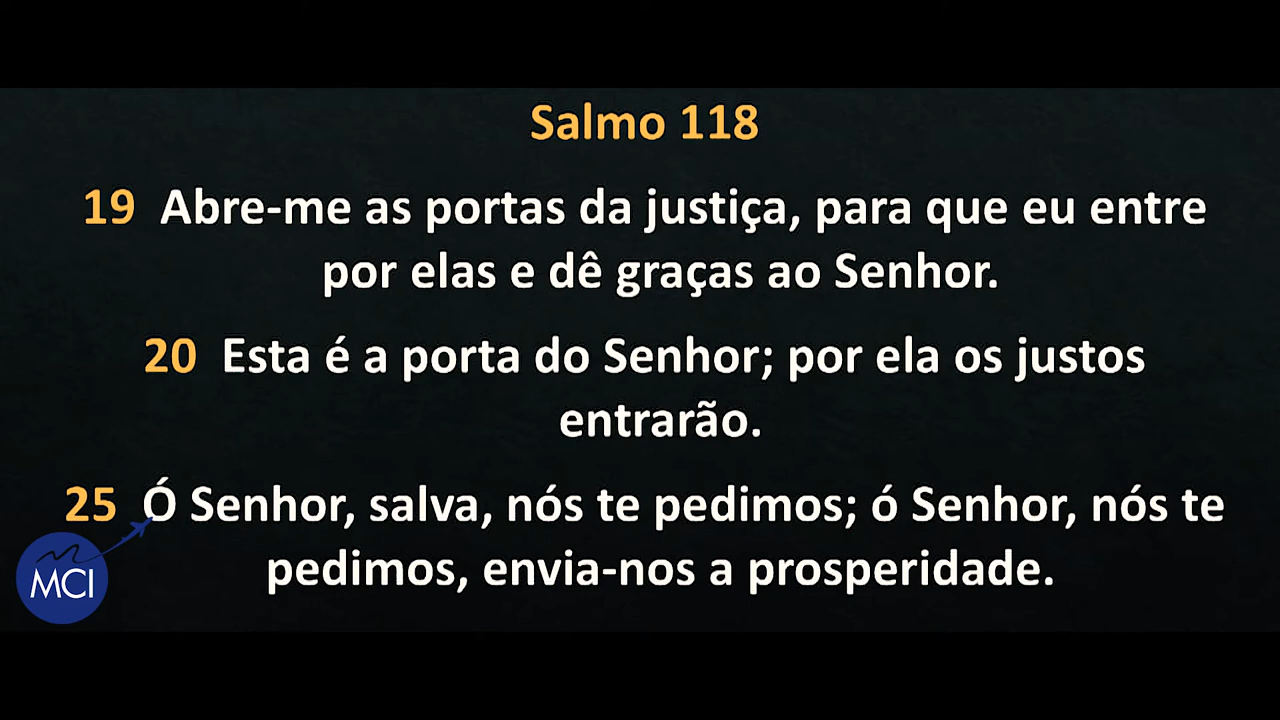 Salmo 118
19 Abre-me as portas da justiça, para que eu entre
por elas e dê graças ao Senhor.
20 Esta é a porta do Senhor; por ela os justos
entrarão.
25 Ó Senhor, salva, nós te pedimos; ó Senhor, nós te
pedimos, envia-nos a prosperidade.
MCI